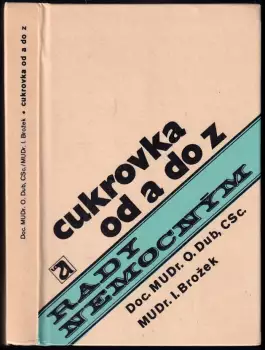 Doc. MUDr. O. Dub, CSc./MUDr. I. Brožek • cukrovka od a do z
cukrovka
od a do z
RADY
NEMOCNÝM
Doc. MUDr. O. Dub, CSc.
MUDr. I. Brožek